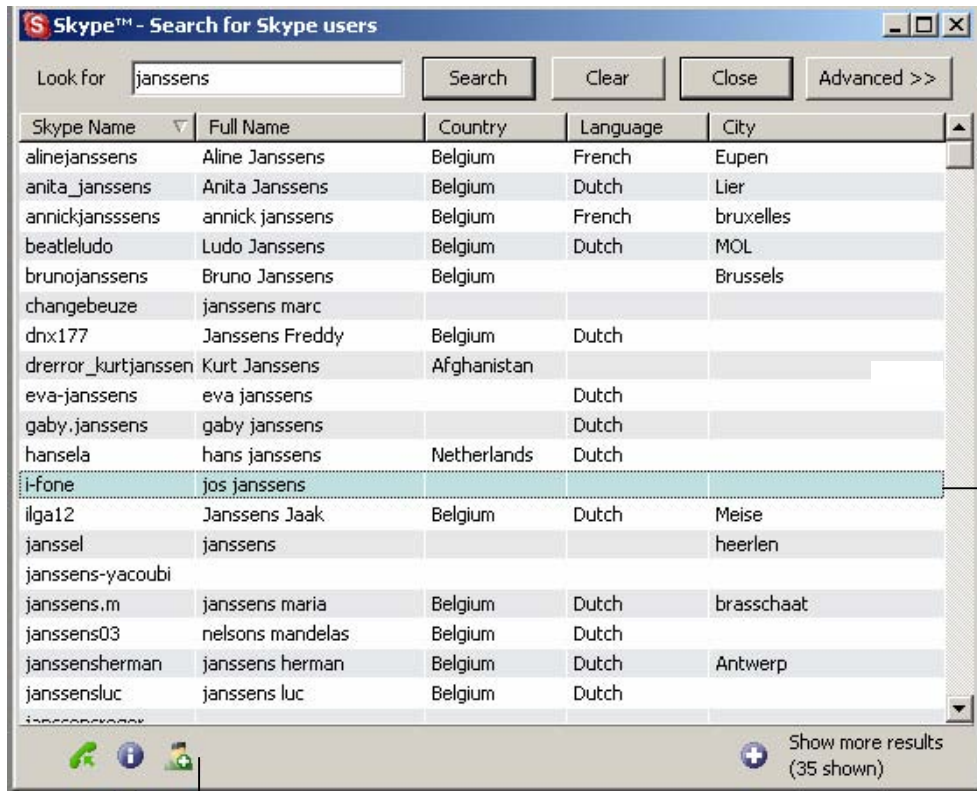 Skype™ - Search for Skype users
Look for janssens Search Clear Close Advanced >>
Skype Name Full Name Country Language City
alinejanssens Aline Janssens Belgium French Eupen
anita_janssens Anita Janssens Belgium Dutch Lier
annickjansssens annick janssens Belgium French bruxelles
beatleludo Ludo Janssens Belgium Dutch MOL
brunojanssens Bruno Janssens Belgium Brussels
changebeuze janssens marc
dnx177 Janssens Freddy Belgium Dutch
drerror_kurtjanssen Kurt Janssens Afghanistan
eva-janssens eva janssens Dutch
gaby.janssens gaby janssens Dutch
hansela hans janssens Netherlands Dutch
i-fone jos janssens
ilga12 Janssens Jaak Belgium Dutch Meise
janssel janssens heerlen
janssens-yacoubi
janssens.m janssens maria Belgium Dutch brasschaat
janssens03 nelsons mandelas Belgium Dutch
janssensherman janssens herman Belgium Dutch Antwerp
janssensluc janssens luc Belgium Dutch
Show more results
(35 shown)